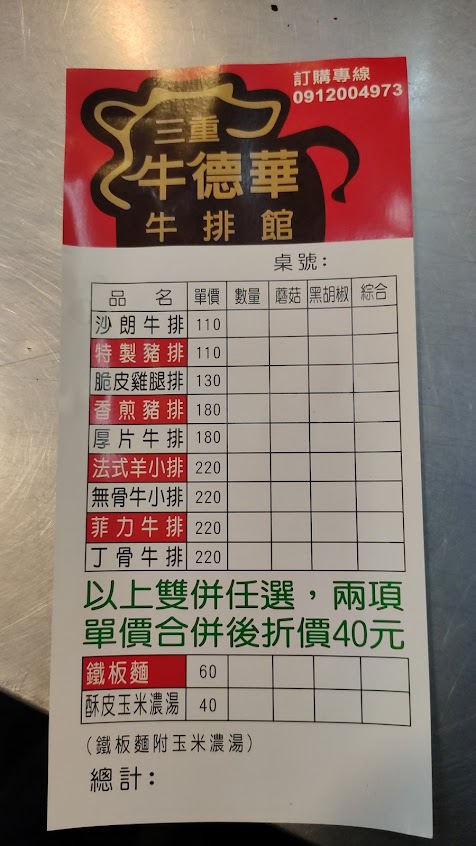 訂購專線
0912004973
三重
牛德華
牛排館
桌號:
品名 單價 數量 蘑菇 黑胡椒 綜合
沙朗牛排 110
特製豬排 110
脆皮雞腿排 130
香煎豬排 180
厚片牛排 180
法式羊小排 220
無骨牛小排 220
菲力牛排 220
丁骨牛排 220
以上雙併任選，兩項
單價合併後折價40元
鐵板麵 60
酥皮玉米濃湯 40
(鐵板麵附玉米濃湯)
總計: